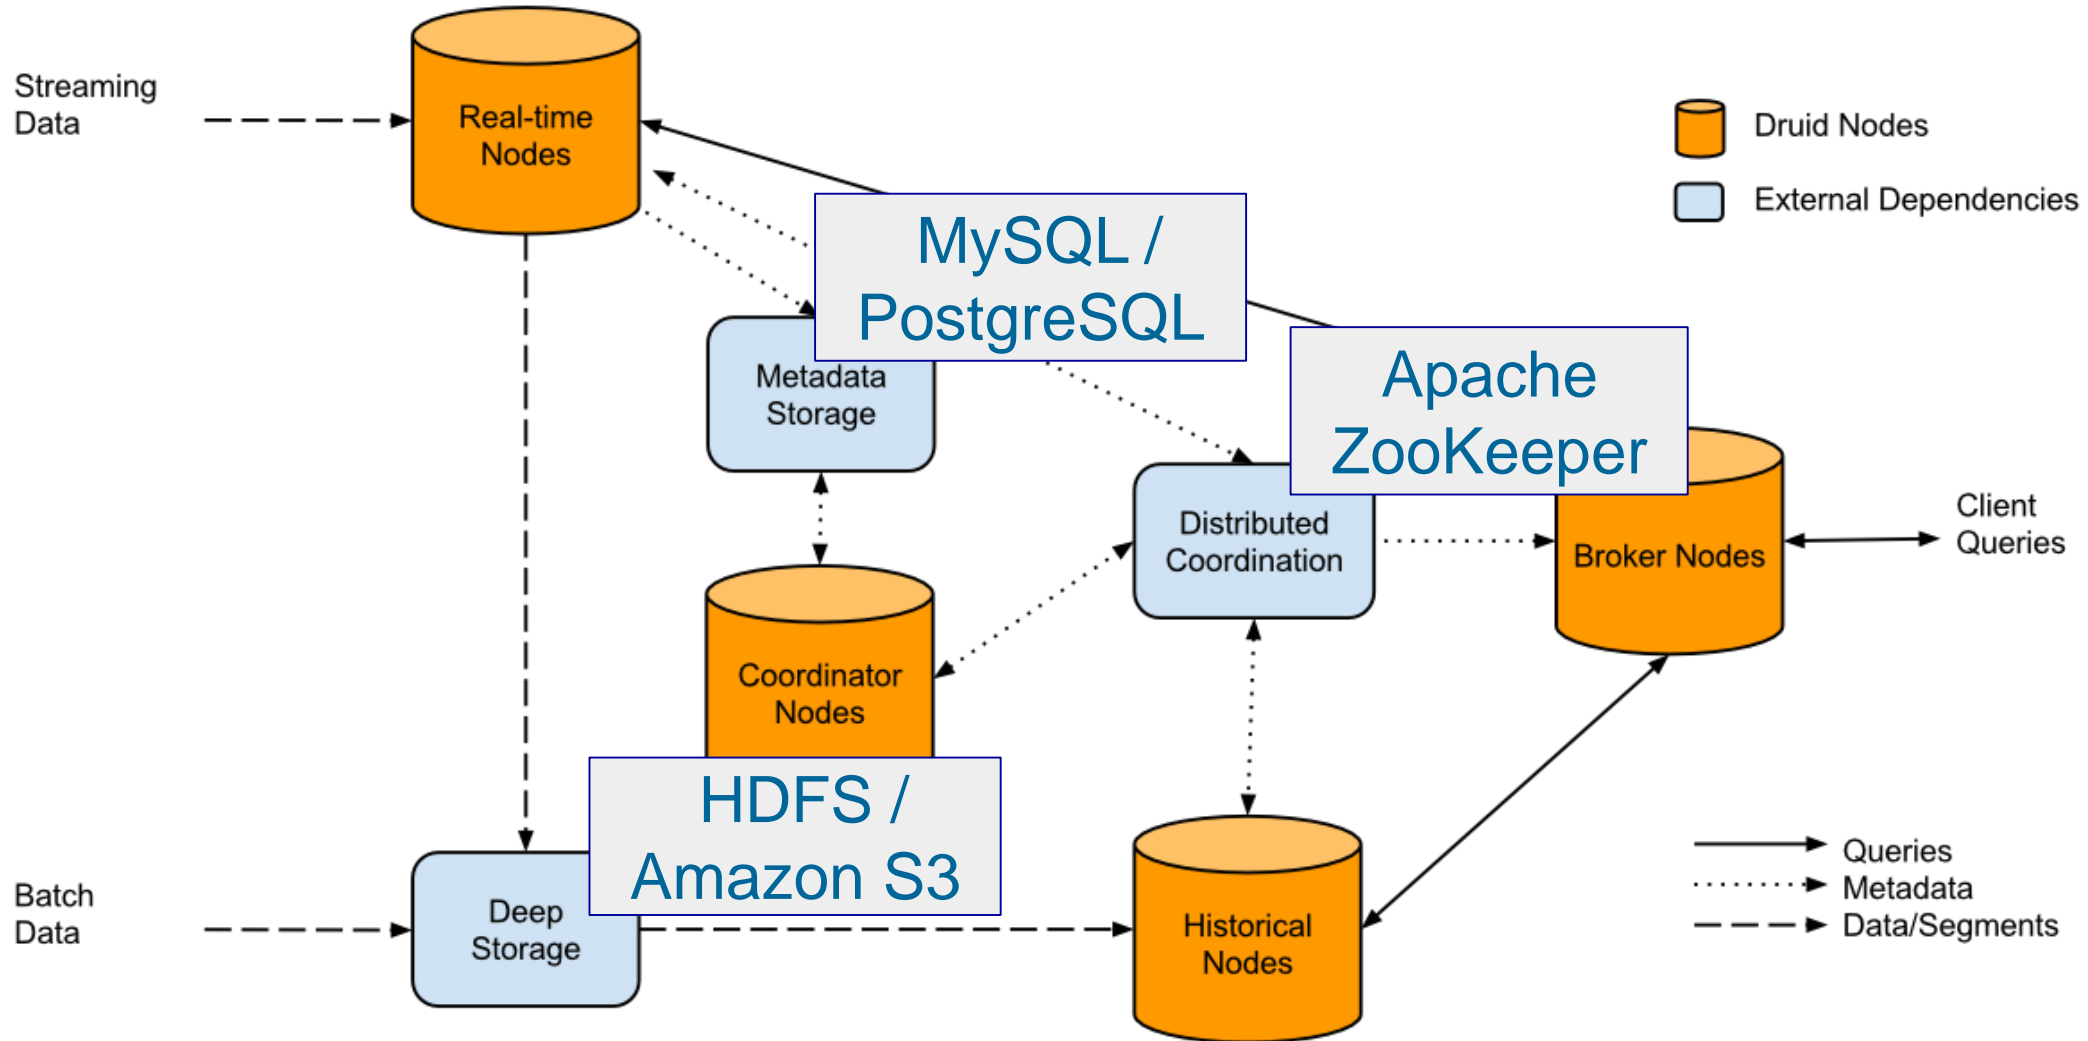 Streaming
Data
Real-time
Nodes
Druid Nodes
External Dependencies
MySQL /
PostgreSQL
Metadata
Storage
Apache
ZooKeeper
Distributed
Coordination
Broker Nodes
Client
Queries
Coordinator
Nodes
HDFS /
Amazon S3
Batch
Data
Deep
Storage
Historical
Nodes
Queries
Metadata
Data/Segments